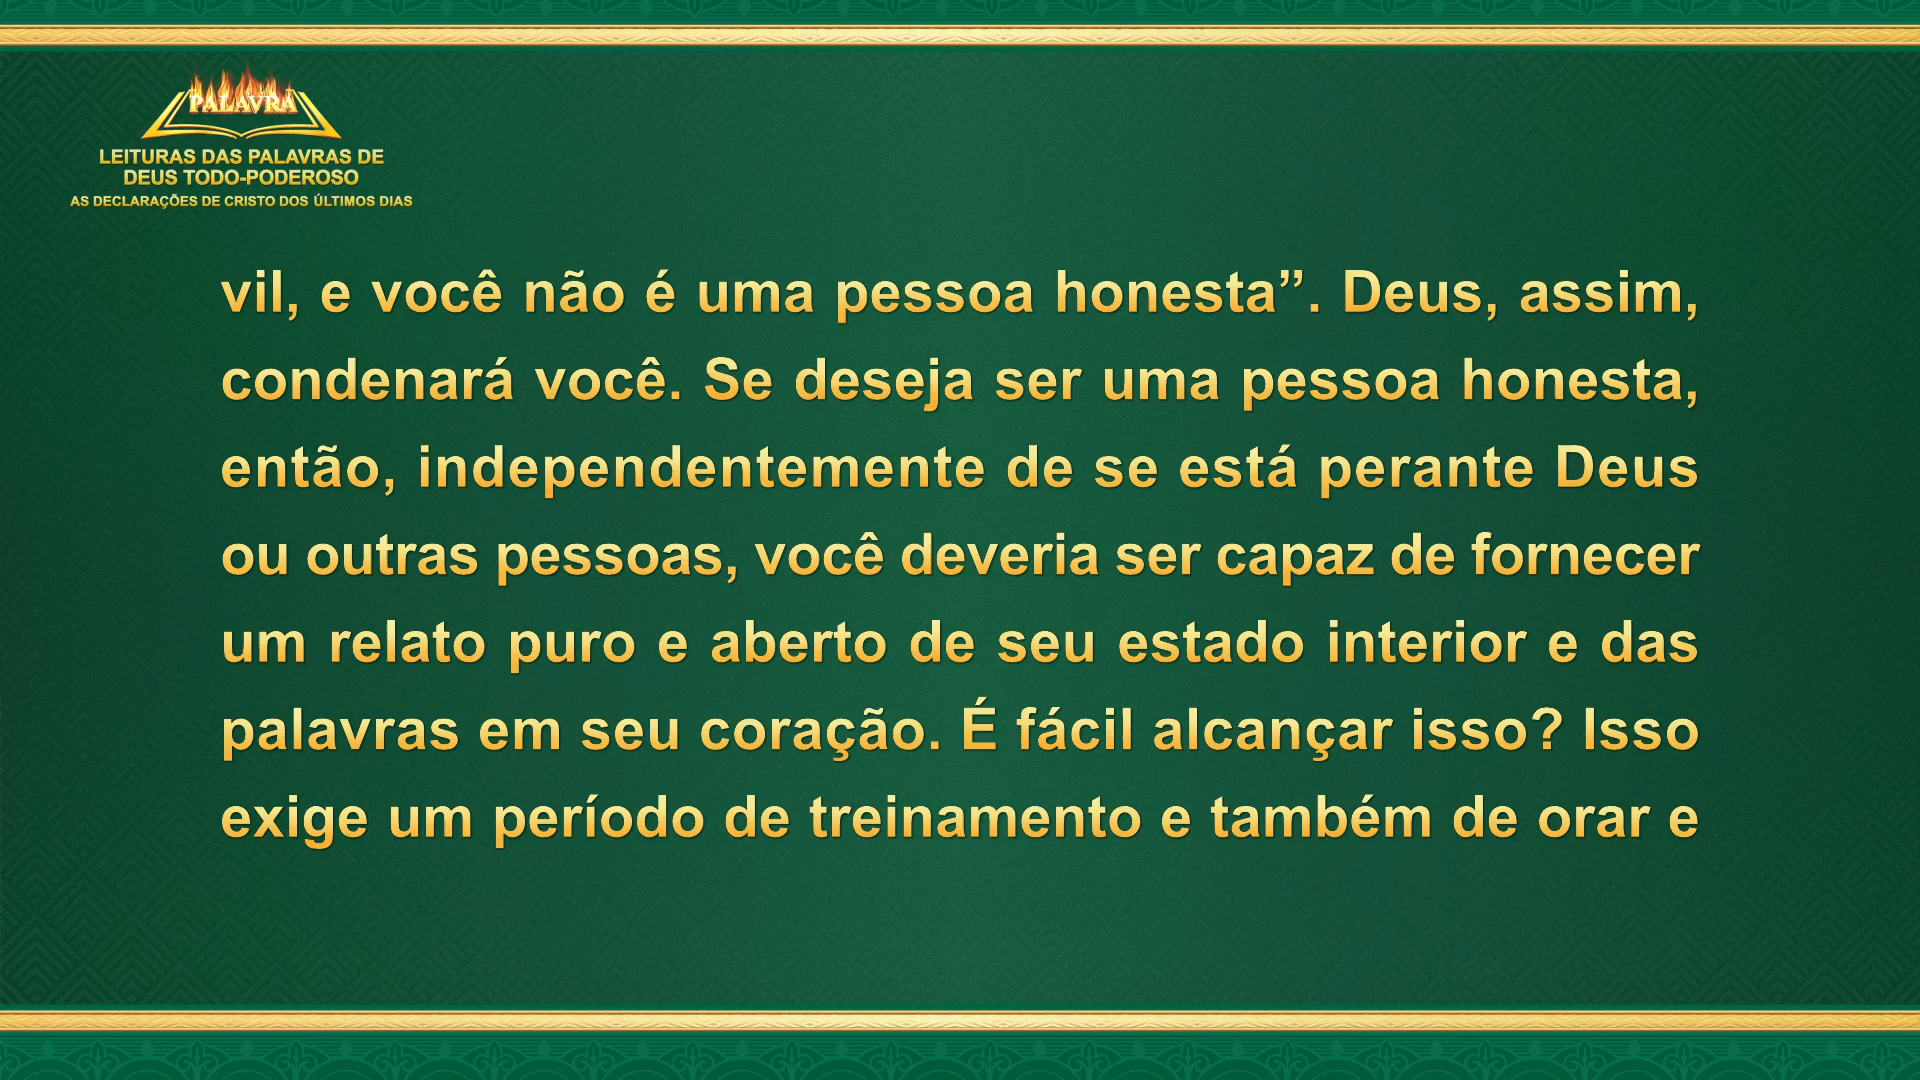 PALAVRA
LEITURAS DAS PALAVRAS DE
DEUS TODO-PODEROSO
AS DECLARAÇÕES DE CRISTO DOS ÚLTIMOS DIAS
vil, e você não é uma pessoa honesta”. Deus, assim,
condenará você. Se deseja ser uma pessoa honesta,
então, independentemente de se está perante Deus
ou outras pessoas, você deveria ser capaz de fornecer
um relato puro e aberto de seu estado interior e das
palavras em seu coração. É fácil alcançar isso? Isso
exige um período de treinamento e também de orar e